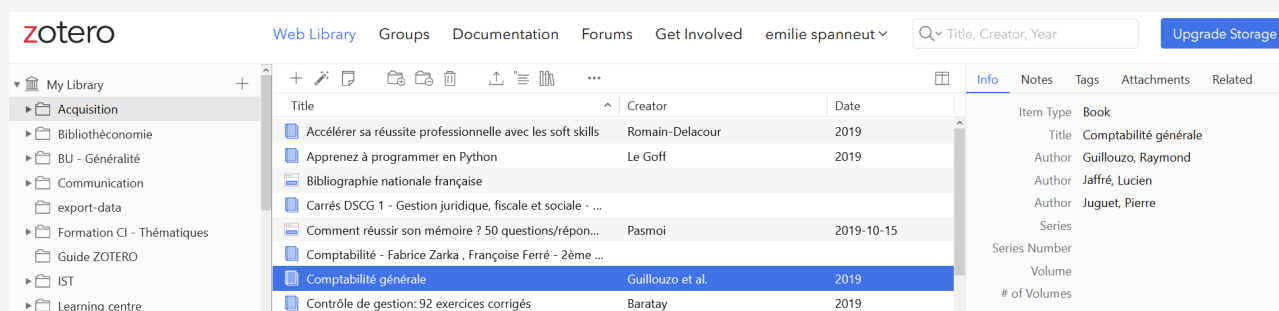 zotero
Web Library Groups Documentation Forums Get Involved emilie spanneut Title, Creator, Year Upgrade Storage
My Library
Acquisition
Bibliothèconomie
BU - Généralité
Communication
export-data
Formation CI - Thématiques
Guide ZOTERO
IST
Learning centre
Title Creator Date
Accélérer sa réussite professionnelle avec les soft skills Romain-Delacour 2019
Apprenez à programmer en Python Le Goff 2019
Bibliographie nationale française
Carrés DSCG 1 - Gestion juridique, fiscale et sociale - ...
Comment réussir son mémoire ? 50 questions/répon... Pasmoi 2019-10-15
Comptabilité - Fabrice Zarka , Françoise Ferré - 2ème ...
Comptabilité générale Guillouzo et al. 2019
Contrôle de gestion: 92 exercices corrigés Baratay 2019
Info Notes Tags Attachments Related
Item Type Book
Title Comptabilité générale
Author Guillouzo, Raymond
Author Jaffré, Lucien
Author Juguet, Pierre
Series
Series Number
Volume
# of Volumes